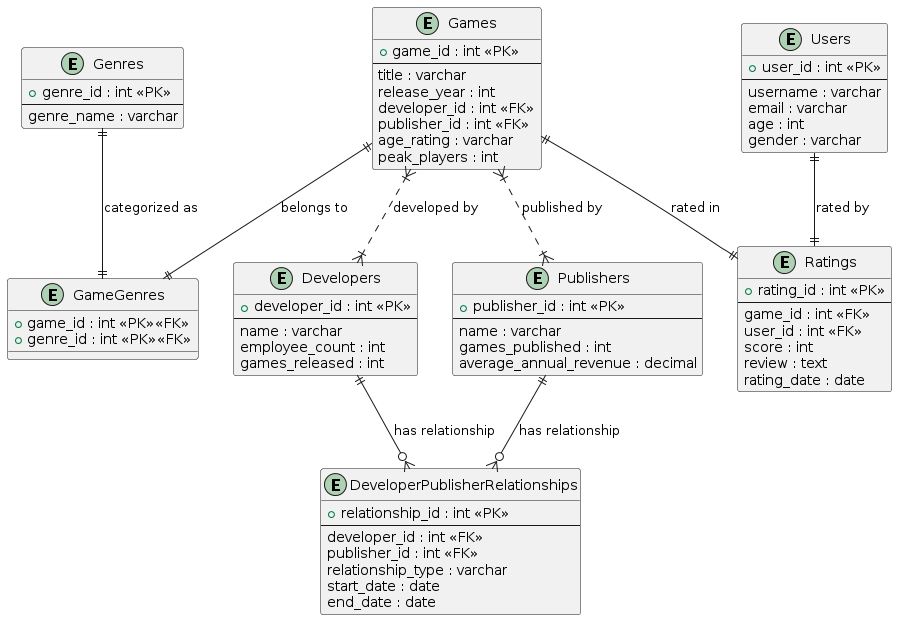 E Games
game_id : int «PK»
title : varchar
release_year : int
developer_id : int «FK»
publisher_id : int «FK»
age_rating : varchar
peak_players : int
E Users
user_id : int «PK»
username : varchar
email : varchar
age : int
gender : varchar
E Genres
genre_id : int «PK»
genre_name : varchar
categorized as
belongs to
developed by
published by
rated in
rated by
E GameGenres
game_id : int «PK» «FK»
genre_id : int «PK» «FK»
E Developers
developer_id : int «PK»
name : varchar
employee_count : int
games_released : int
E Publishers
publisher_id : int «PK»
name : varchar
games_published : int
average_annual_revenue : decimal
E Ratings
rating_id : int «PK»
game_id : int «FK»
user_id : int «FK»
score : int
review : text
rating_date : date
has relationship
has relationship
E DeveloperPublisherRelationships
relationship_id : int «PK»
developer_id : int «FK»
publisher_id : int «FK»
relationship_type : varchar
start_date : date
end_date : date